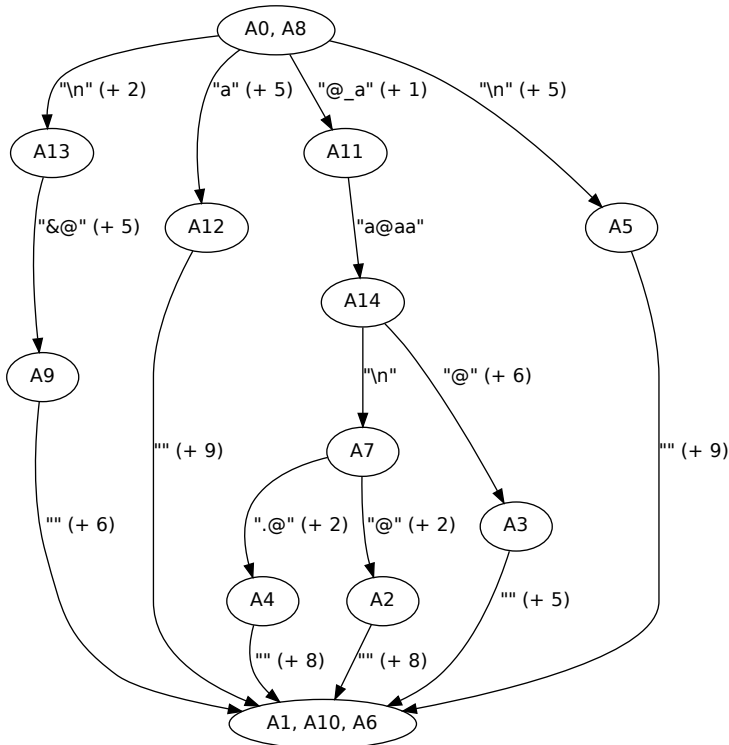 A0, A8
"\n" (+ 2)
"a" (+ 5)
"@_a" (+ 1)
"\n" (+ 5)
A13
A11
"&@" (+ 5)
A12
"a@aa"
A5
A14
A9
"\n"
"@" (+ 6)
A7
"" (+ 9)
"" (+ 9)
"" (+ 6)
".@" (+ 2)
"@" (+ 2)
A3
A4
A2
"" (+ 5)
"" (+ 8)
"" (+ 8)
A1, A10, A6